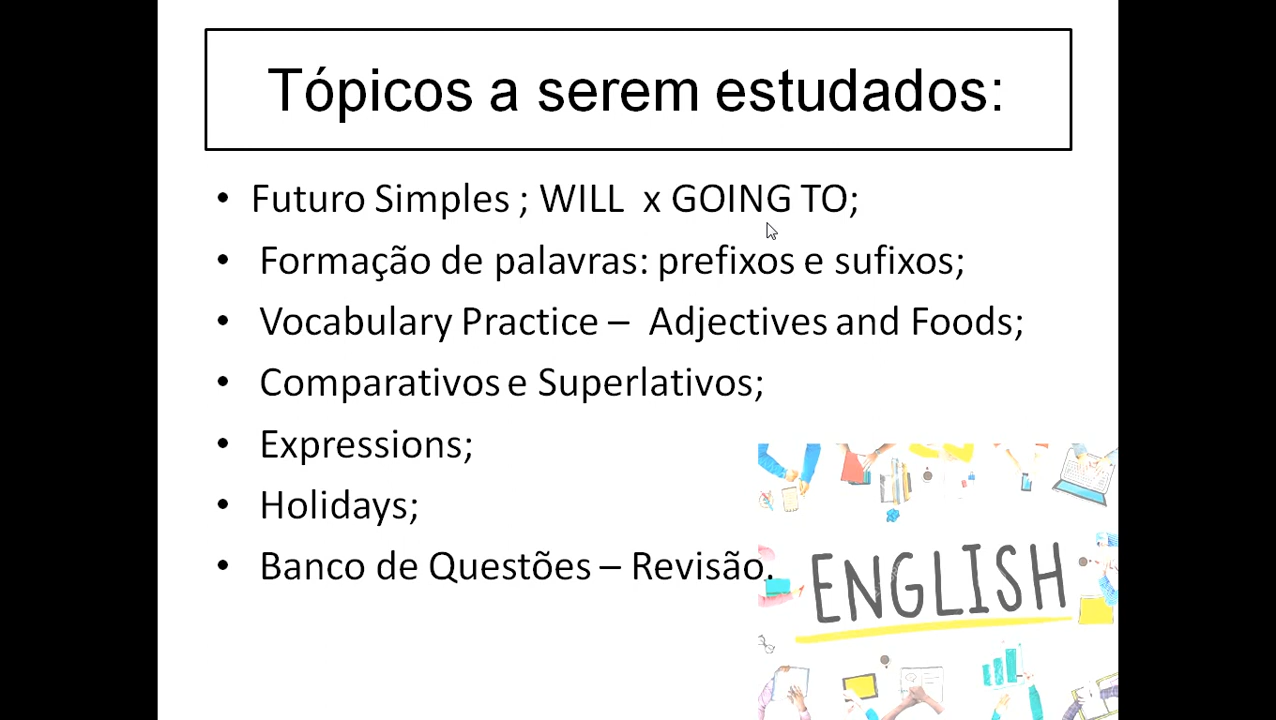 Tópicos a serem estudados:
• Futuro Simples ; WILL x GOING TO;
• Formação de palavras: prefixos e sufixos;
• Vocabulary Practice – Adjectives and Foods;
• Comparativos e Superlativos;
• Expressions;
• Holidays;
• Banco de Questões – Revisão.
ENGLISH